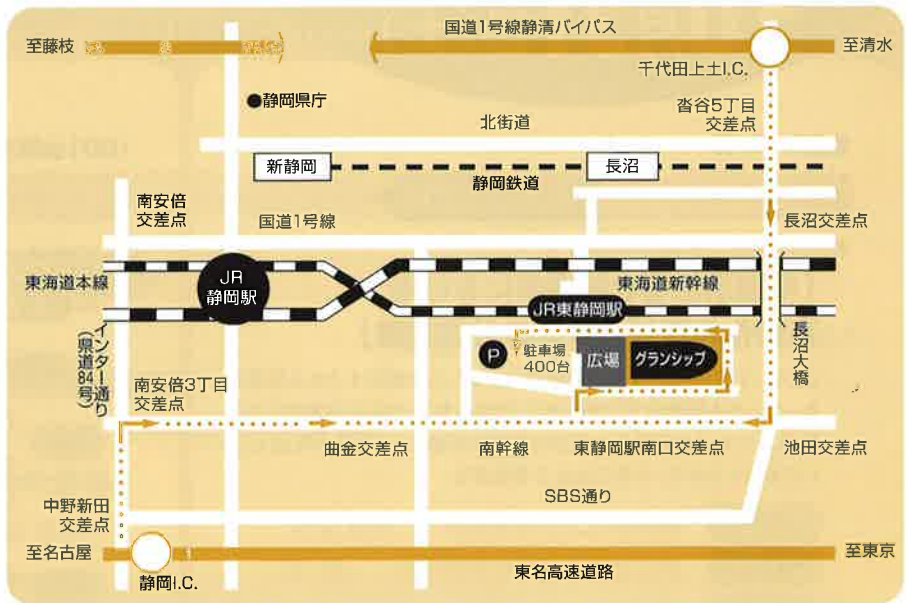 国道1号線静清バイパス
至藤枝
至清水
千代田上土I.C.
静岡県庁
沓谷5丁目
交差点
北街道
新静岡
長沼
静岡鉄道
南安倍
交差点
国道1号線
長沼交差点
東海道本線
JR
静岡駅
東海道新幹線
JR東静岡駅
インター通り
(県道84号)
P
駐車場
400台
広場
グランシップ
長沼大橋
南安倍3丁目
交差点
曲金交差点
南幹線
東静岡駅南口交差点
池田交差点
中野新田
交差点
SBS通り
至名古屋
至東京
静岡I.C.
東名高速道路